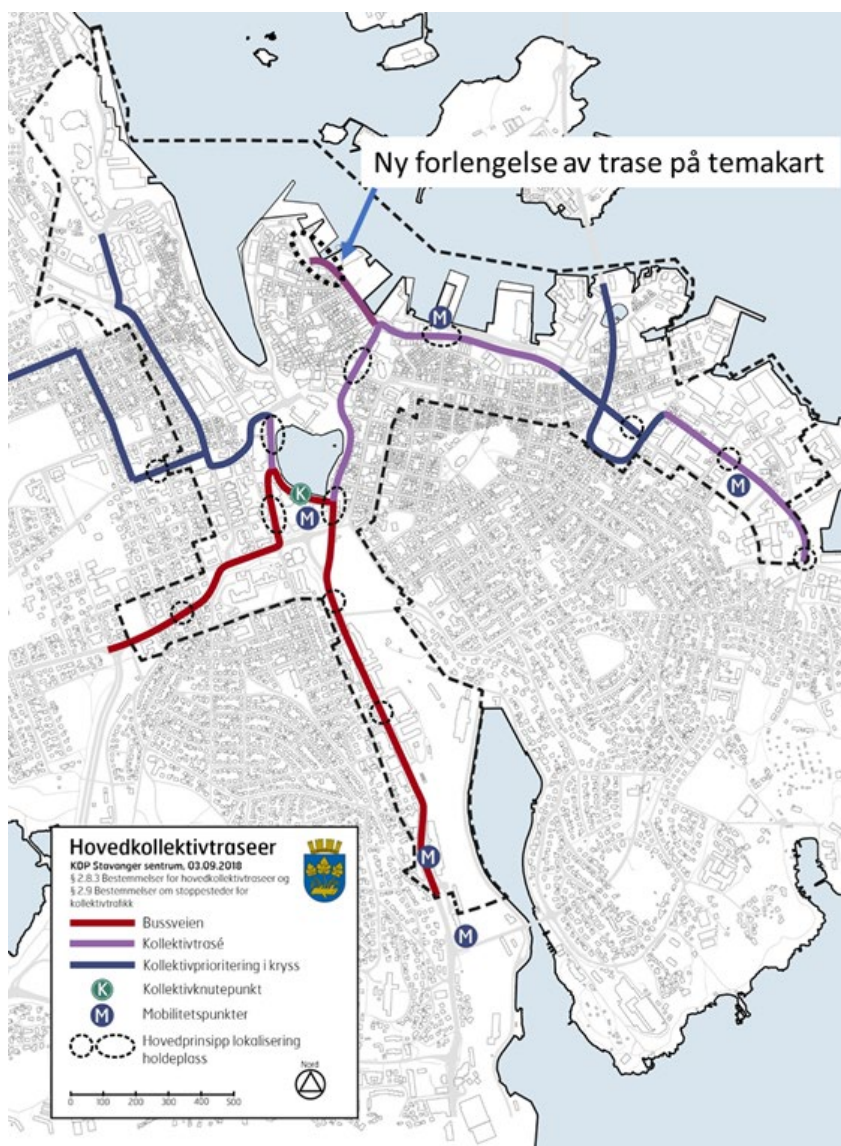 Ny forlengelse av trase på temakart
M
M
K
M
M
M
Hovedkollektivtraseer
KDP Stavanger sentrum, 03.09.2018
§ 2.8.3 Bestemmelser for hovedkollektivtraseer og
§ 2.9 Bestemmelser om stoppesteder for
kollektivtrafikk
Bussveien
Kollektivtrasé
Kollektivprioritering i kryss
K Kollektivknutepunkt
M Mobilitetspunkter
Hovedprinsipp lokalisering
holdeplass
Nord
0 100 200 300 400 500